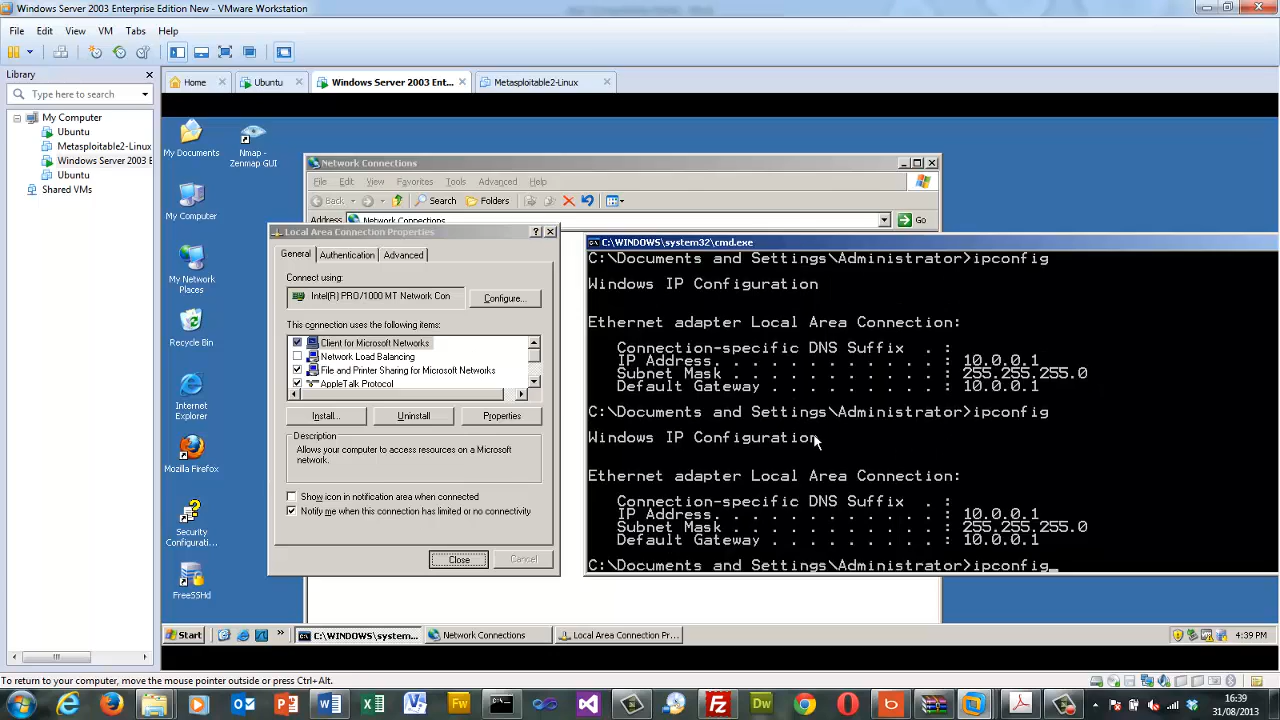 Windows Server 2003 Enterprise Edition New - VMware Workstation
File Edit View VM Tabs Help
Library
Type here to search
My Computer
Ubuntu
Metasploitable2-Linux
Windows Server 2003 E
Ubuntu
Shared VMs
Home
Ubuntu
Windows Server 2003 Ent...
Metasploitable2-Linux
My Documents
Nmap -
Zenmap GUI
My Computer
My Network
Places
Recycle Bin
Internet
Explorer
Mozilla Firefox
Security
Configurati...
FreeSSHd
Network Connections
File Edit View Favorites Tools Advanced Help
Back Search Folders
Address Network Connections Go
Local Area Connection Properties
General Authentication Advanced
Connect using:
Intel(R) PRO/1000 MT Network Con
Configure...
This connection uses the following items:
Client for Microsoft Networks
Network Load Balancing
File and Printer Sharing for Microsoft Networks
AppleTalk Protocol
Install... Uninstall Properties
Description
Allows your computer to access resources on a Microsoft
network.
Show icon in notification area when connected
Notify me when this connection has limited or no connectivity
Close Cancel
C:\WINDOWS\system32\cmd.exe
C:\Documents and Settings\Administrator>ipconfig
Windows IP Configuration
Ethernet adapter Local Area Connection:
Connection-specific DNS Suffix . :
IP Address. . . . . . . . . . . . : 10.0.0.1
Subnet Mask . . . . . . . . . . . : 255.255.255.0
Default Gateway . . . . . . . . . : 10.0.0.1
C:\Documents and Settings\Administrator>ipconfig
Windows IP Configuration
Ethernet adapter Local Area Connection:
Connection-specific DNS Suffix . :
IP Address. . . . . . . . . . . . : 10.0.0.1
Subnet Mask . . . . . . . . . . . : 255.255.255.0
Default Gateway . . . . . . . . . : 10.0.0.1
C:\Documents and Settings\Administrator>ipconfig_
Start
C:\WINDOWS\system...
Network Connections
Local Area Connection Pr...
4:39 PM
To return to your computer, move the mouse pointer outside or press Ctrl+Alt.
16:39
31/08/2013